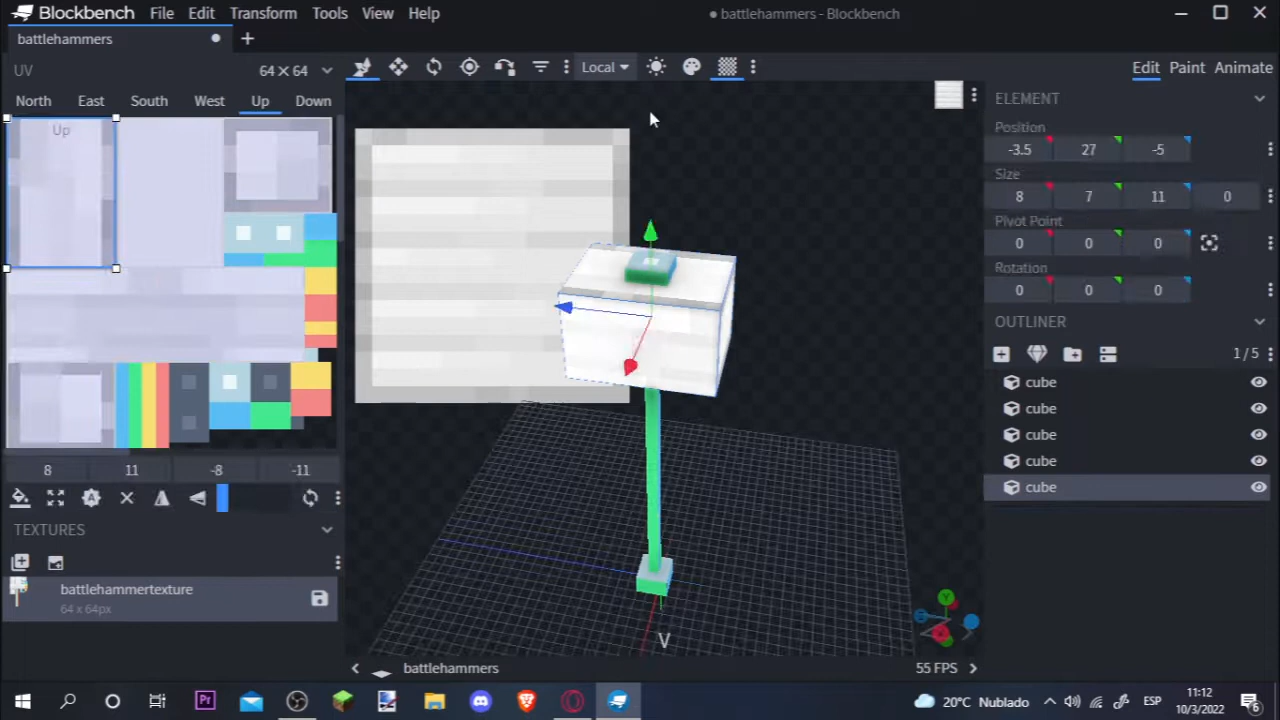 Blockbench File Edit Transform Tools View Help
battlehammers - Blockbench
battlehammers
UV 64 × 64
Local
Edit Paint Animate
North East South West Up Down
Up
ELEMENT
Position
-3.5 27 -5
Size
8 7 11 0
Pivot Point
0 0 0
Rotation
0 0 0
OUTLINER
1/5
cube
cube
cube
cube
cube
8 11 -8 -11
TEXTURES
battlehammertexture
64 x 64px
V
battlehammers
55 FPS
Pr
20°C Nublado
ESP
11:12
10/3/2022
6